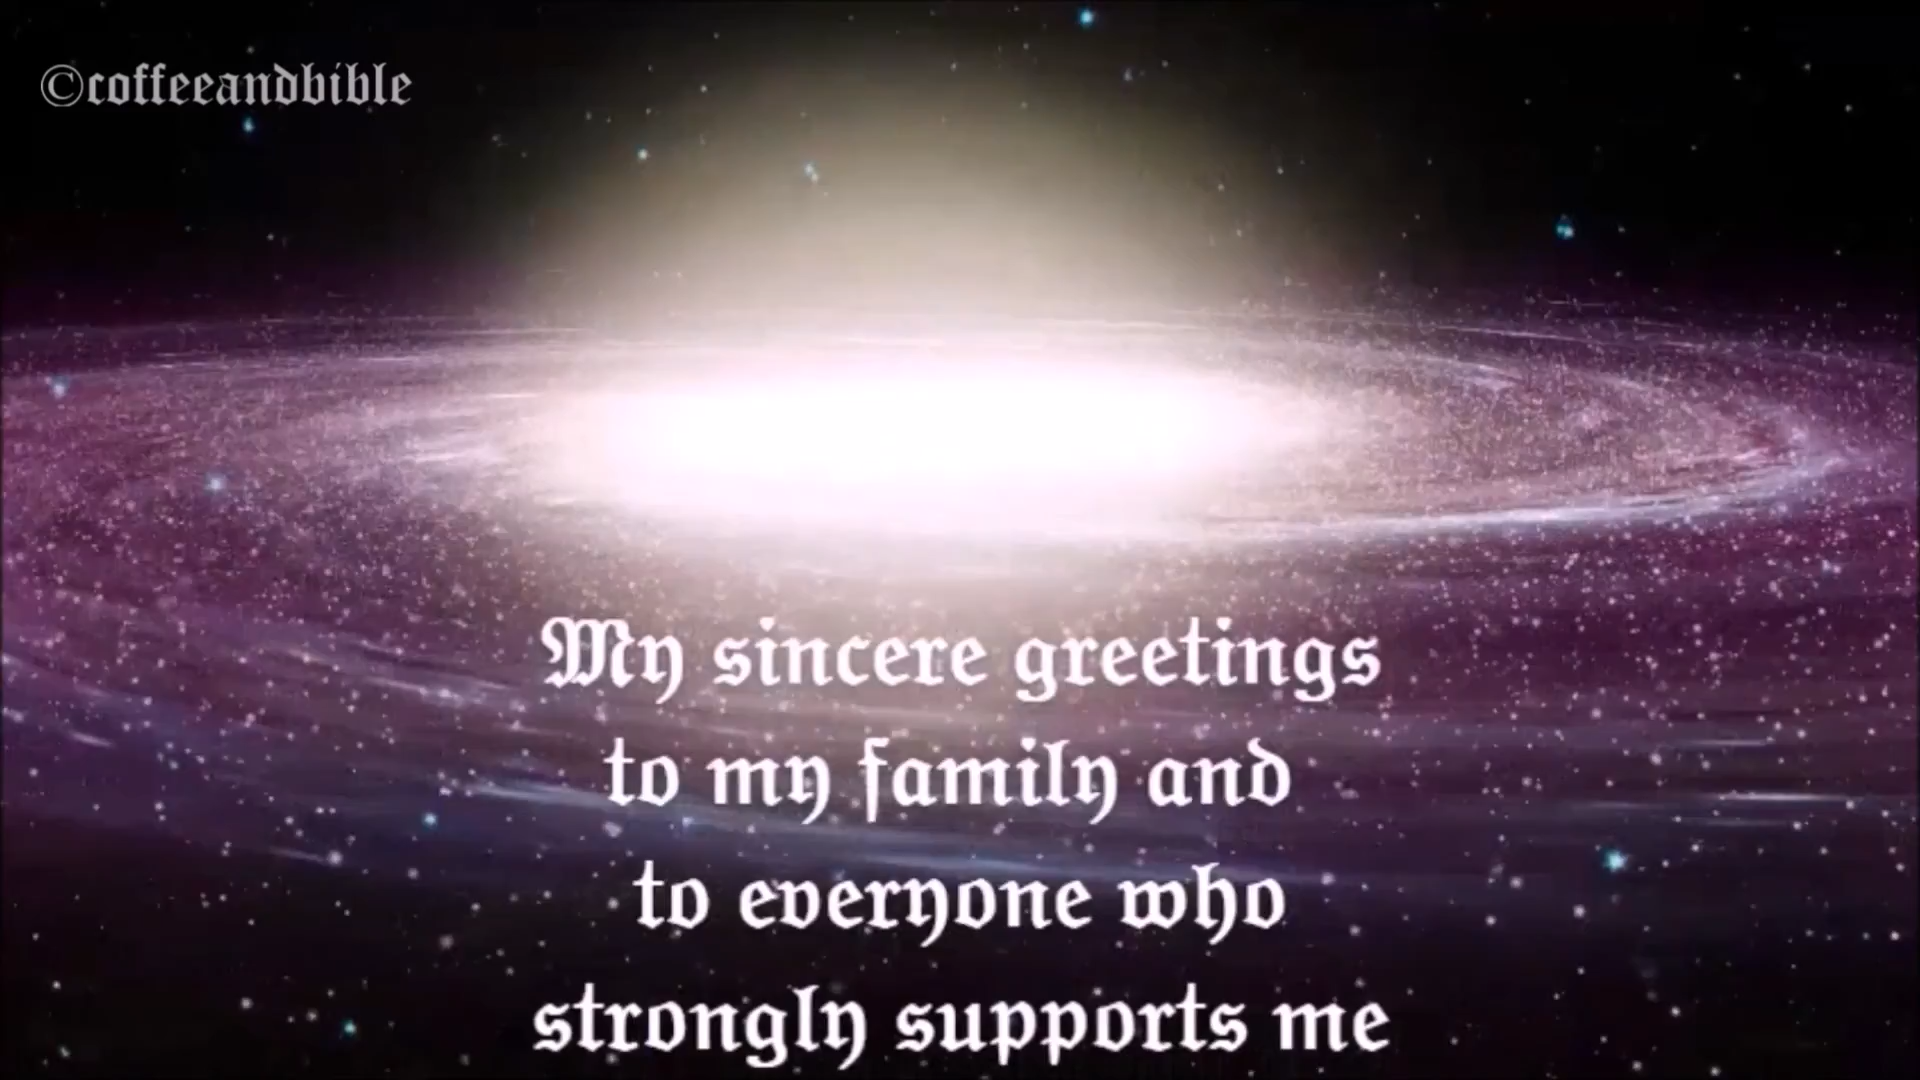 ©coffeeandbible
My sincere greetings
to my family and
to everyone who
strongly supports me